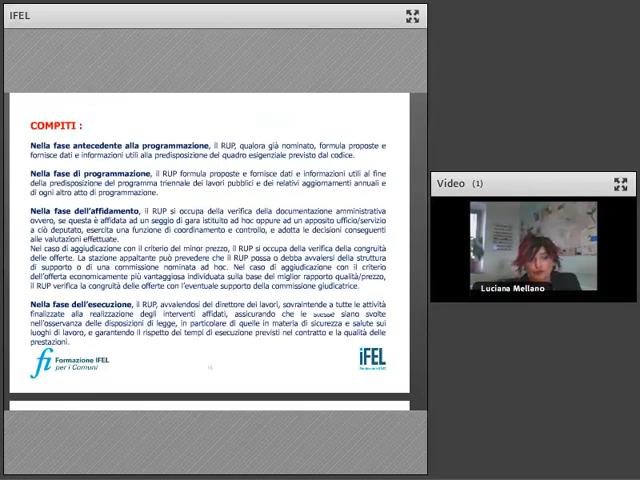 IFEL
COMPITI :
Nella fase antecedente alla programmazione, il RUP, qualora già nominato, formula proposte e
fornisce dati e informazioni utili alla predisposizione del quadro esigenziale previsto dal codice.
Nella fase di programmazione, il RUP formula proposte e fornisce dati e informazioni utili al fine
della predisposizione del programma triennale dei lavori pubblici e dei relativi aggiornamenti annuali e
di ogni altro atto di programmazione.
Nella fase dell'affidamento, il RUP si occupa della verifica della documentazione amministrativa
ovvero, se questa è affidata ad un seggio di gara istituito ad hoc oppure ad un apposito ufficio/servizio
a ciò deputato, esercita una funzione di coordinamento e controllo, e adotta le decisioni conseguenti
alle valutazioni effettuate.
Nel caso di aggiudicazione con il criterio del minor prezzo, il RUP si occupa della verifica della congruità
delle offerte. La stazione appaltante può prevedere che il RUP possa o debba avvalersi della struttura
di supporto o di una commissione nominata ad hoc. Nel caso di aggiudicazione con il criterio
dell'offerta economicamente più vantaggiosa individuata sulla base del miglior rapporto qualità/prezzo,
il RUP verifica la congruità delle offerte con l'eventuale supporto della commissione giudicatrice.
Nella fase dell'esecuzione, il RUP, avvalendosi del direttore dei lavori, sovraintende a tutte le attività
finalizzate alla realizzazione degli interventi affidati, assicurando che le stesse siano svolte
nell'osservanza delle disposizioni di legge, in particolare di quelle in materia di sicurezza e salute sui
luoghi di lavoro, e garantendo il rispetto dei tempi di esecuzione previsti nel contratto e la qualità delle
prestazioni.
fi Formazione IFEL
per i Comuni
iFEL
Video (1)
Luciana Mellano